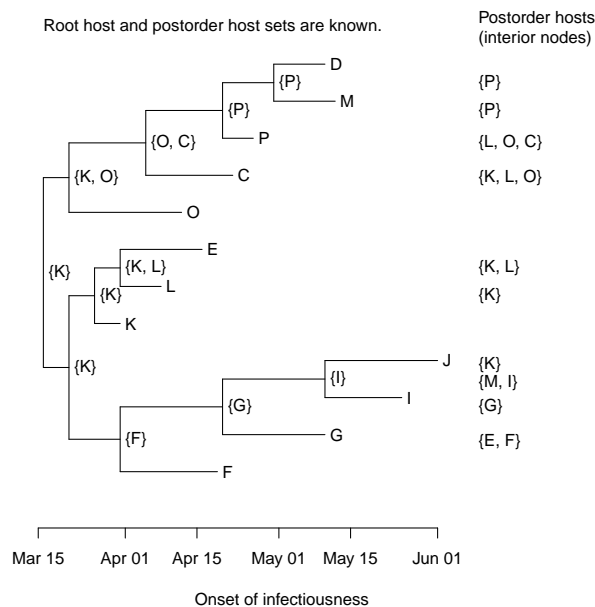 Root host and postorder host sets are known.
Postorder hosts
(interior nodes)
D
{P} {P}
M
{P} {P}
P
{O, C} {L, O, C}
C
{K, O} {K, L, O}
O
E
{K, L} {K, L}
{K} L
{K} {K}
K
J
{K} {K}
{I} {M, I}
I
{G} {G}
G
{F} {E, F}
F
Mar 15 Apr 01 Apr 15 May 01 May 15 Jun 01
Onset of infectiousness